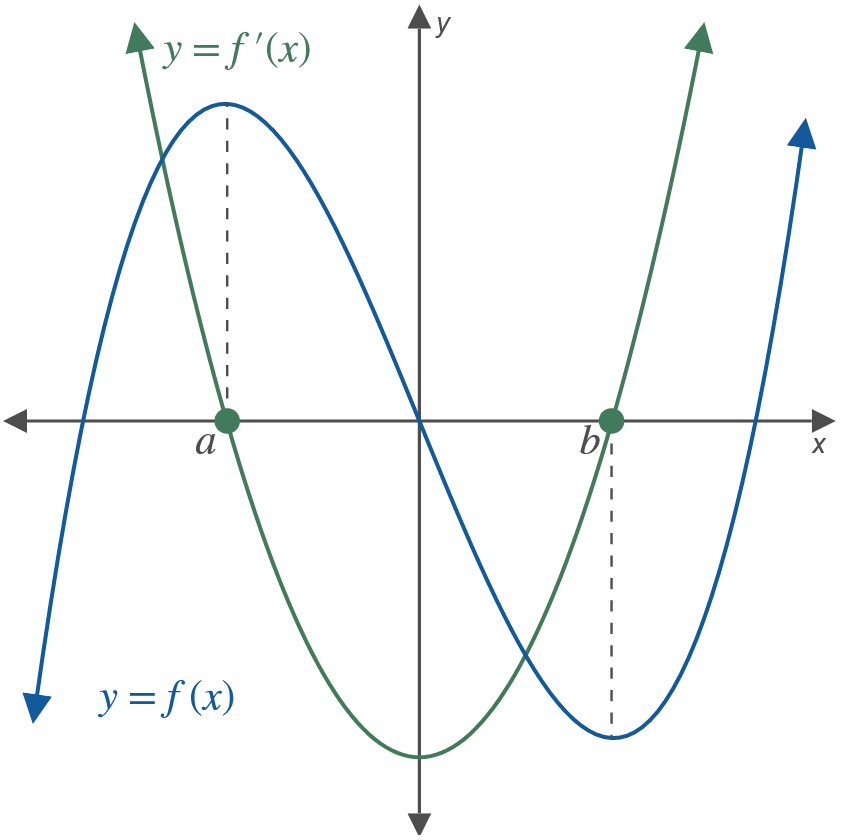 y
y = f ′(x)
a
b
x
y = f (x)